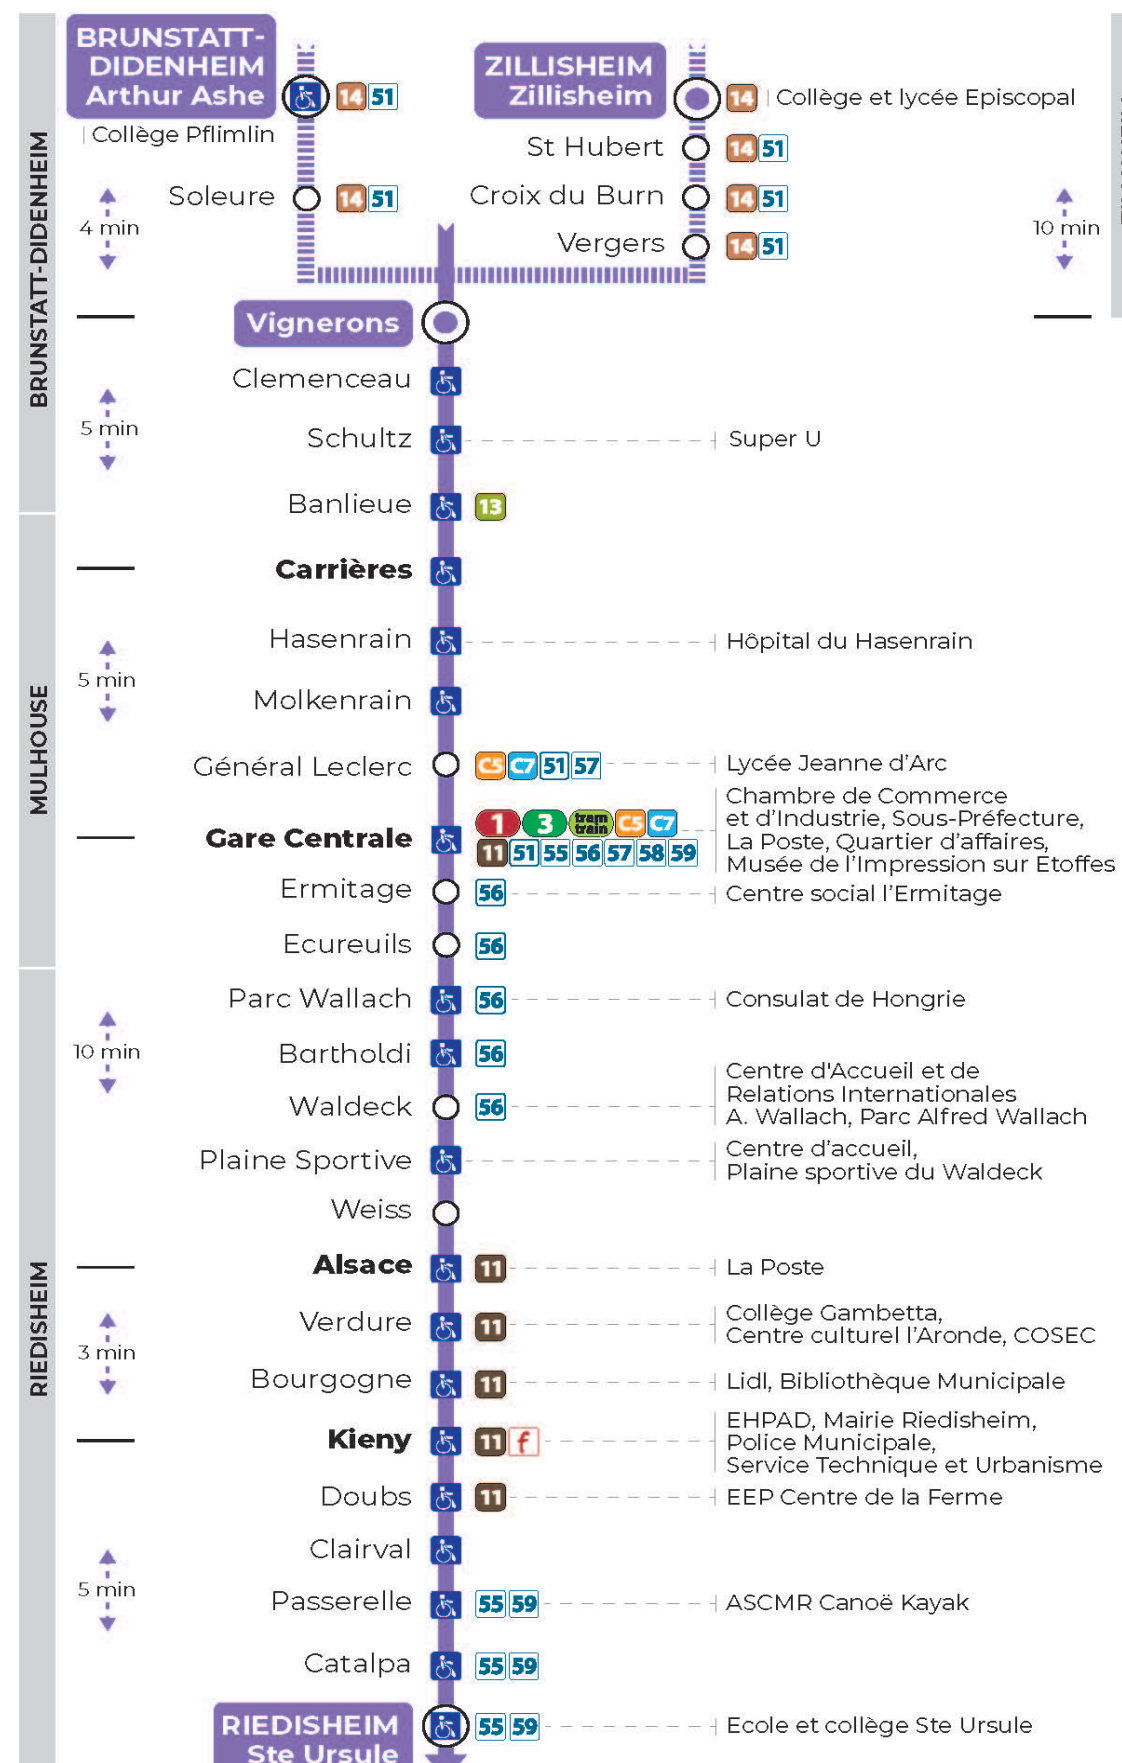 BRUNSTATT-
DIDENHEIM
Arthur Ashe
14 51
Collège Pflimlin
Soleure
14 51
ZILLISHEIM
Zillisheim
14
Collège et lycée Episcopal
St Hubert
14 51
Croix du Burn
14 51
Vergers
14 51
BRUNSTATT-DIDENHEIM
4 min
10 min
Vignerons
Clemenceau
5 min
Schultz
Super U
Banlieue
13
MULHOUSE
Carrières
Hasenrain
Hôpital du Hasenrain
5 min
Molkenrain
Général Leclerc
C5 C7 51 57
Lycée Jeanne d'Arc
Gare Centrale
1 3 tram
train C5 C7
11 51 55 56 57 58 59
Chambre de Commerce
et d'Industrie, Sous-Préfecture,
La Poste, Quartier d'affaires,
Musée de l'Impression sur Etoffes
Ermitage
56
Centre social l'Ermitage
Ecureuils
56
RIEDISHEIM
Parc Wallach
56
Consulat de Hongrie
10 min
Bartholdi
56
Waldeck
56
Centre d'Accueil et de
Relations Internationales
A. Wallach, Parc Alfred Wallach
Plaine Sportive
Centre d'accueil,
Plaine sportive du Waldeck
Weiss
Alsace
11
La Poste
Verdure
11
Collège Gambetta,
Centre culturel l'Aronde, COSEC
3 min
Bourgogne
11
Lidl, Bibliothèque Municipale
Kieny
11 f
EHPAD, Mairie Riedisheim,
Police Municipale,
Service Technique et Urbanisme
Doubs
11
EEP Centre de la Ferme
Clairval
5 min
Passerelle
55 59
ASCMR Canoë Kayak
Catalpa
55 59
RIEDISHEIM
Ste Ursule
55 59
Ecole et collège Ste Ursule